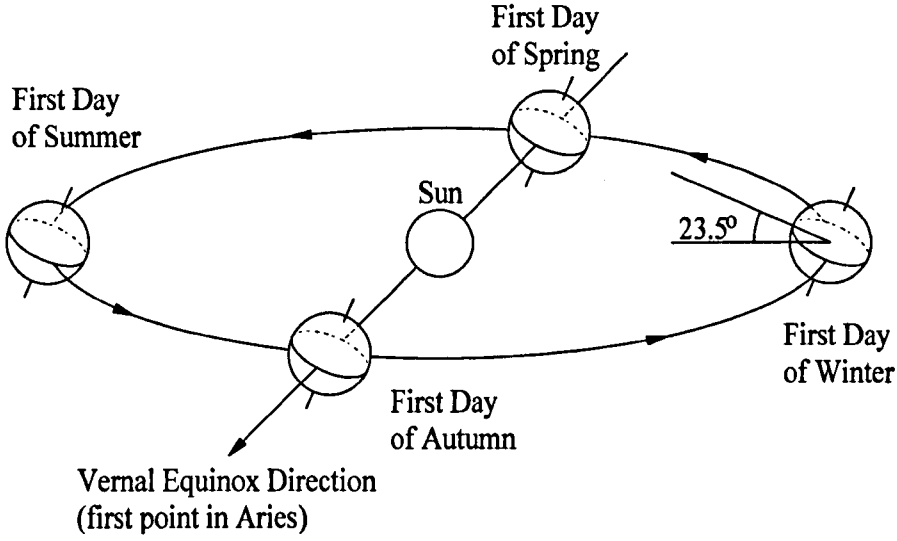 First Day
of Spring
First Day
of Summer
Sun
23.5º
First Day
of Winter
First Day
of Autumn
Vernal Equinox Direction
(first point in Aries)